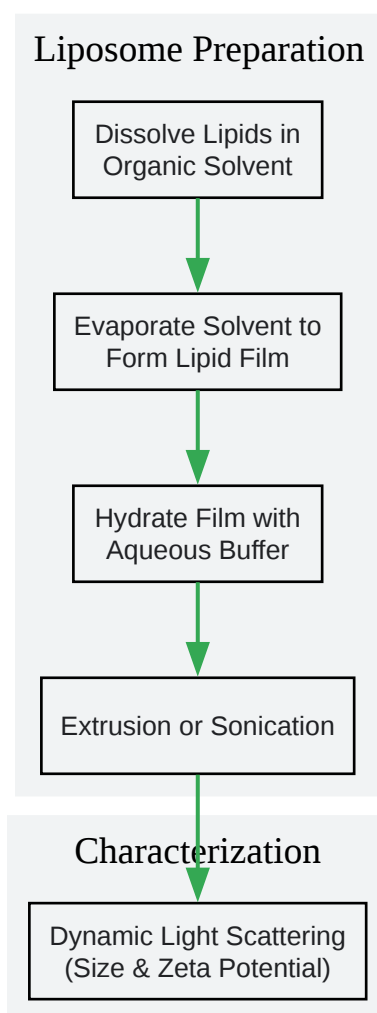 Liposome Preparation
Dissolve Lipids in
Organic Solvent
Evaporate Solvent to
Form Lipid Film
Hydrate Film with
Aqueous Buffer
Extrusion or Sonication
Characterization
Dynamic Light Scattering
(Size & Zeta Potential)